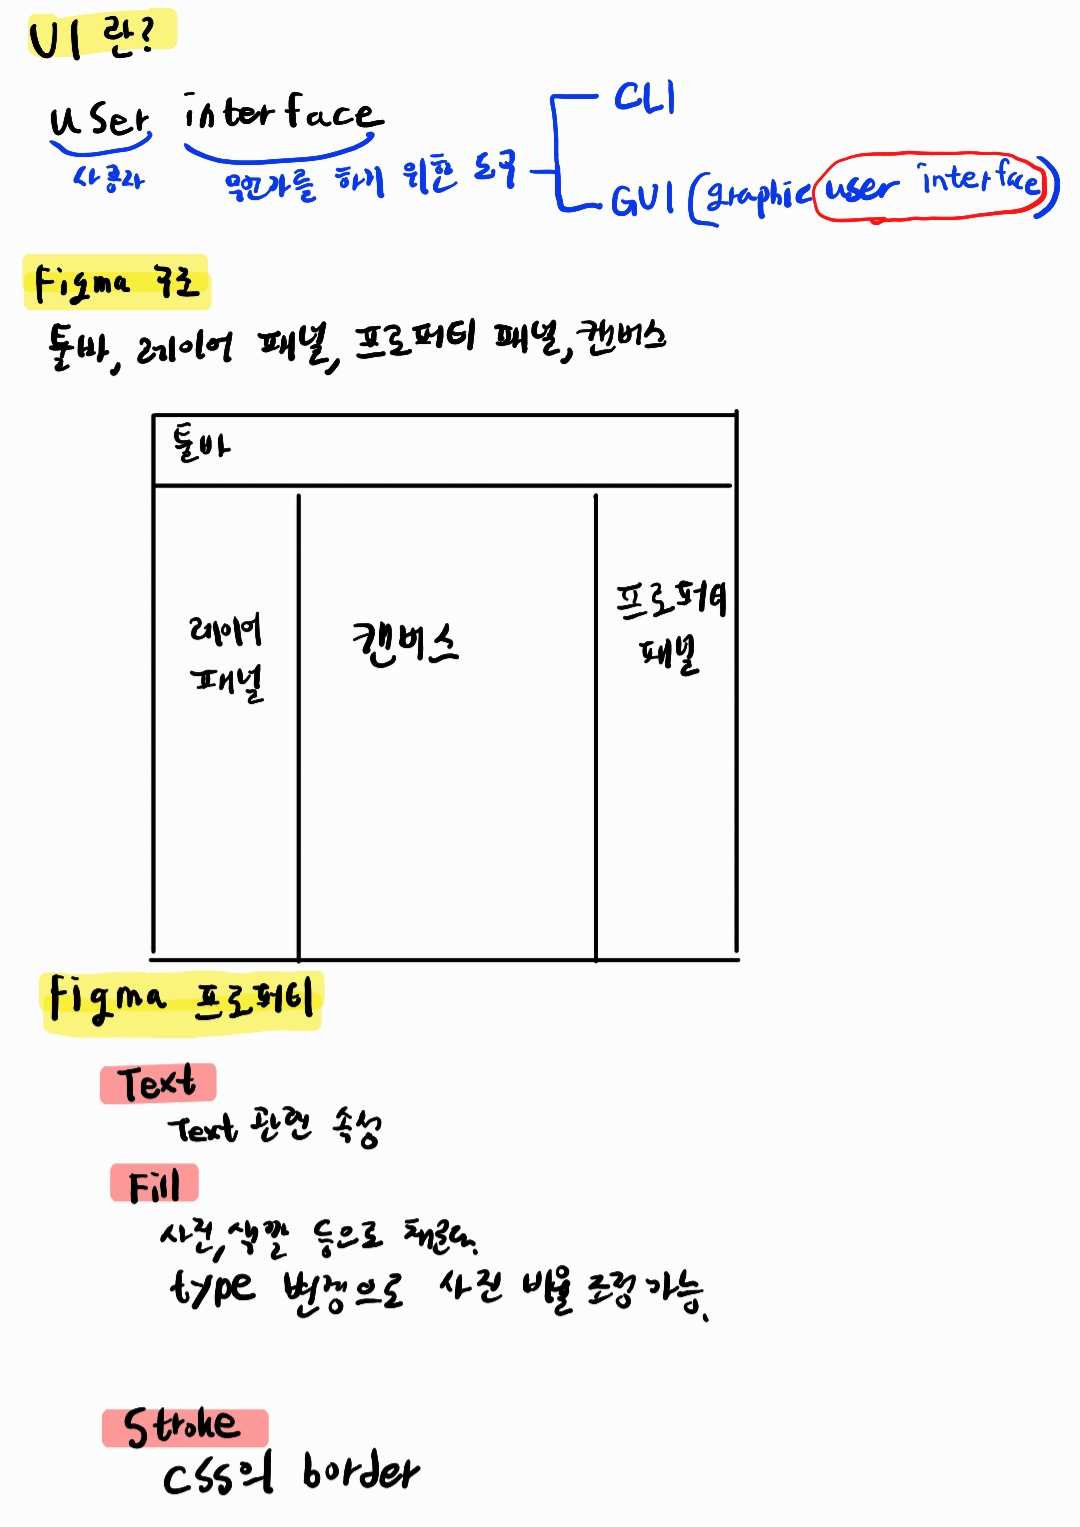 UI 란?
user interface
사용자
무언가를 하기 위한 도구
CLI
GUI (graphic user interface)
Figma 구조
툴바, 레이어 패널, 프로퍼티 패널, 캔버스
툴바
레이어
패널
캔버스
프로퍼티
패널
Figma 프로퍼티
Text
Text 관련 속성
Fill
사진, 색깔 등으로 채운다.
type 변경으로 사진 비율 조정 가능.
Stroke
css의 border